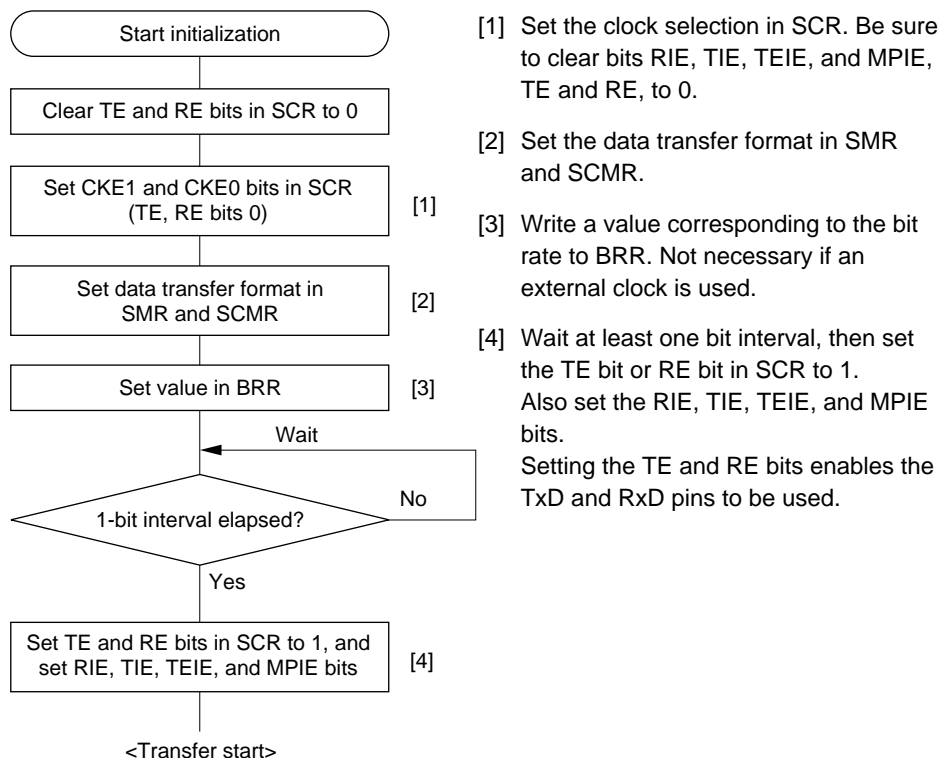 Start initialization
Clear TE and RE bits in SCR to 0
Set CKE1 and CKE0 bits in SCR
(TE, RE bits 0)
[1]
Set data transfer format in
SMR and SCMR
[2]
Set value in BRR
[3]
Wait
1-bit interval elapsed?
No
Yes
Set TE and RE bits in SCR to 1, and
set RIE, TIE, TEIE, and MPIE bits
[4]
<Transfer start>
[1] Set the clock selection in SCR. Be sure
to clear bits RIE, TIE, TEIE, and MPIE,
TE and RE, to 0.
[2] Set the data transfer format in SMR
and SCMR.
[3] Write a value corresponding to the bit
rate to BRR. Not necessary if an
external clock is used.
[4] Wait at least one bit interval, then set
the TE bit or RE bit in SCR to 1.
Also set the RIE, TIE, TEIE, and MPIE
bits.
Setting the TE and RE bits enables the
TxD and RxD pins to be used.